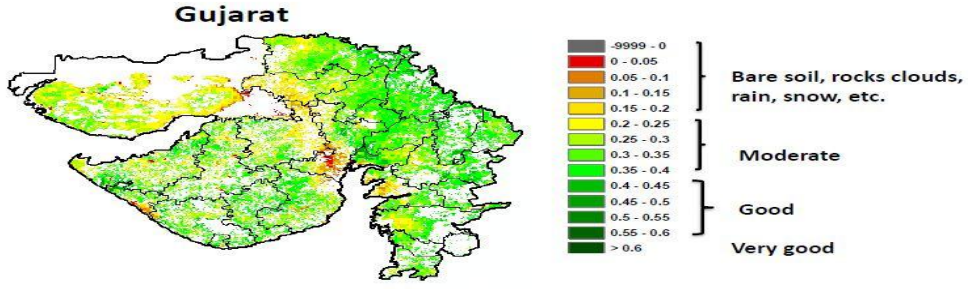 Gujarat
-9999 - 0
0 - 0.05
0.05 - 0.1
0.1 - 0.15
0.15 - 0.2
0.2 - 0.25
0.25 - 0.3
0.3 - 0.35
0.35 - 0.4
0.4 - 0.45
0.45 - 0.5
0.5 - 0.55
0.55 - 0.6
> 0.6
Bare soil, rocks clouds,
rain, snow, etc.
Moderate
Good
Very good